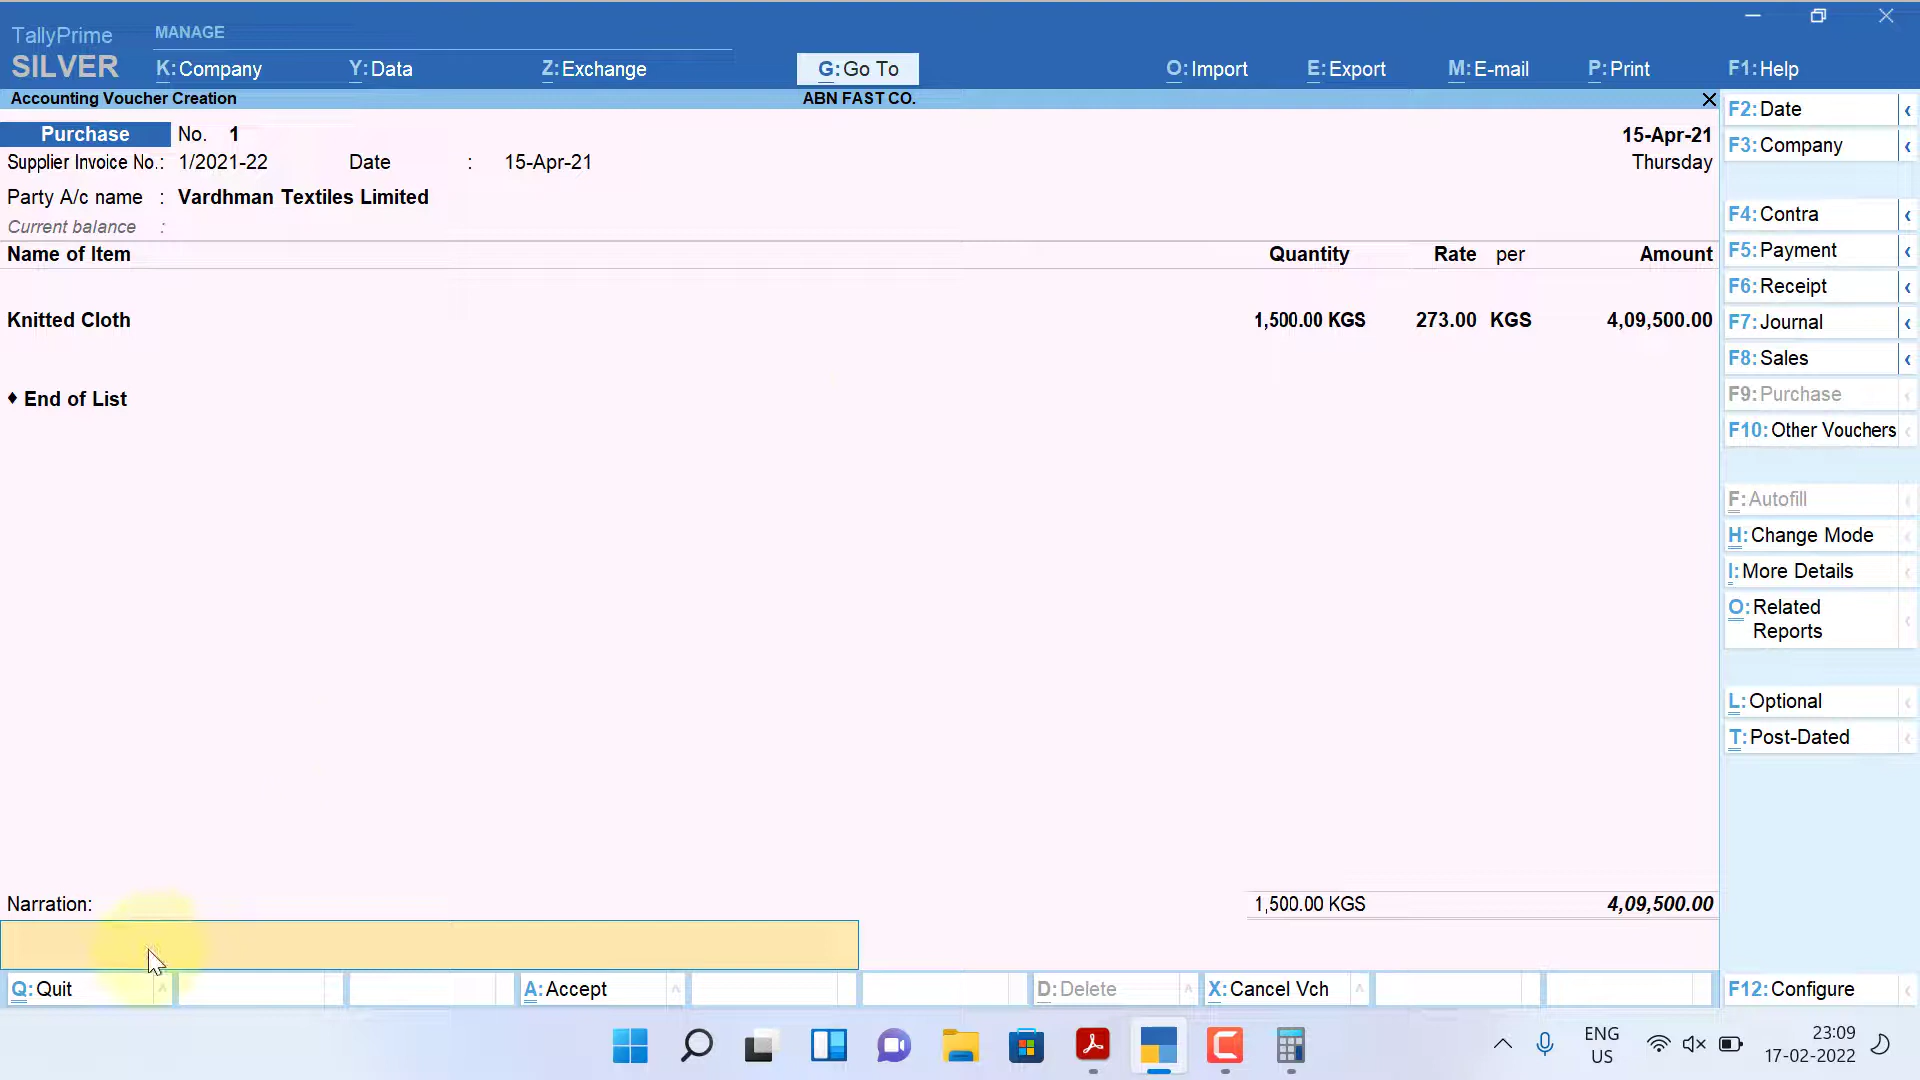 TallyPrime
MANAGE
SILVER
K: Company Y: Data Z: Exchange G: Go To O: Import E: Export M: E-mail P: Print F1: Help
Accounting Voucher Creation ABN FAST CO.
Purchase No. 1 15-Apr-21
Supplier Invoice No.: 1/2021-22 Date : 15-Apr-21 Thursday
Party A/c name : Vardhman Textiles Limited
Current balance :
Name of Item Quantity Rate per Amount
Knitted Cloth 1,500.00 KGS 273.00 KGS 4,09,500.00
♦ End of List
Narration: 1,500.00 KGS 4,09,500.00
F2: Date
F3: Company
F4: Contra
F5: Payment
F6: Receipt
F7: Journal
F8: Sales
F9: Purchase
F10: Other Vouchers
F: Autofill
H: Change Mode
I: More Details
O: Related
Reports
L: Optional
T: Post-Dated
Q: Quit A: Accept D: Delete X: Cancel Vch F12: Configure
ENG
US
23:09
17-02-2022